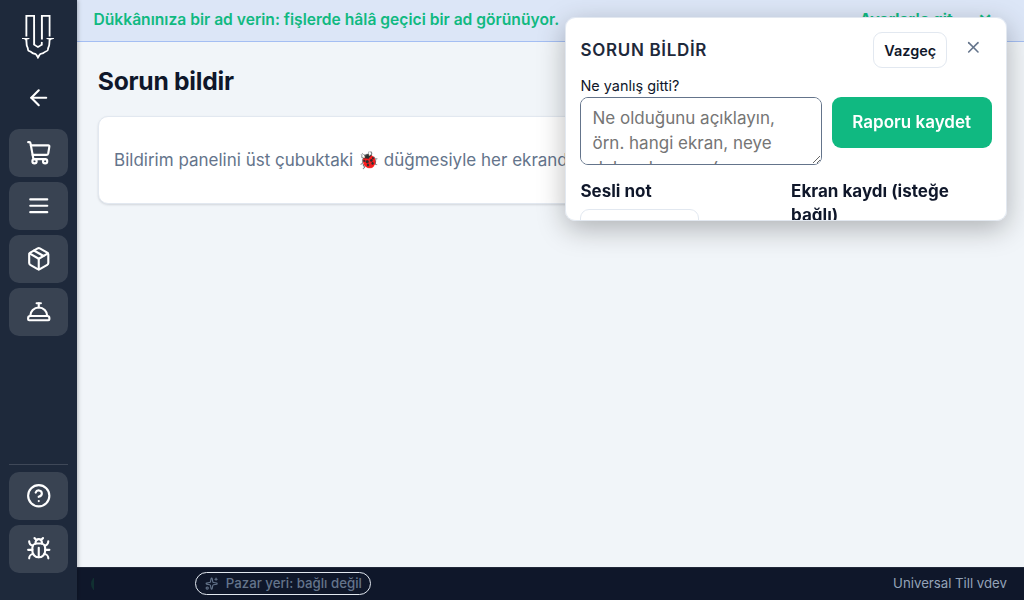 Dükkânınıza bir ad verin: fişlerde hâlâ geçici bir ad görünüyor.
SORUN BİLDİR
Vazgeç
Sorun bildir
Ne yanlış gitti?
Ne olduğunu açıklayın,
örn. hangi ekran, neye
Raporu kaydet
Bildirim panelini üst çubuktaki 🐞 düğmesiyle her ekrand
Sesli not
Ekran kaydı (isteğe
bağlı)
Pazar yeri: bağlı değil
Universal Till vdev